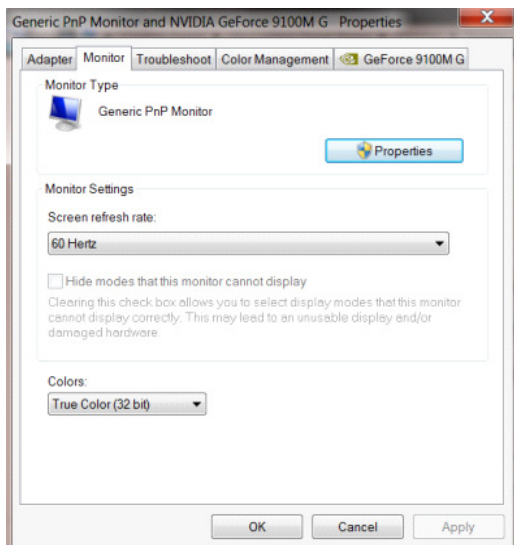 Generic PnP Monitor and NVIDIA GeForce 9100M G Properties
X
Adapter Monitor Troubleshoot Color Management GeForce 9100M G
Monitor Type
Generic PnP Monitor
Properties
Monitor Settings
Screen refresh rate:
60 Hertz
Hide modes that this monitor cannot display
Clearing this check box allows you to select display modes that this monitor
cannot display correctly. This may lead to an unusable display and/or
damaged hardware.
Colors:
True Color (32 bit)
OK Cancel Apply